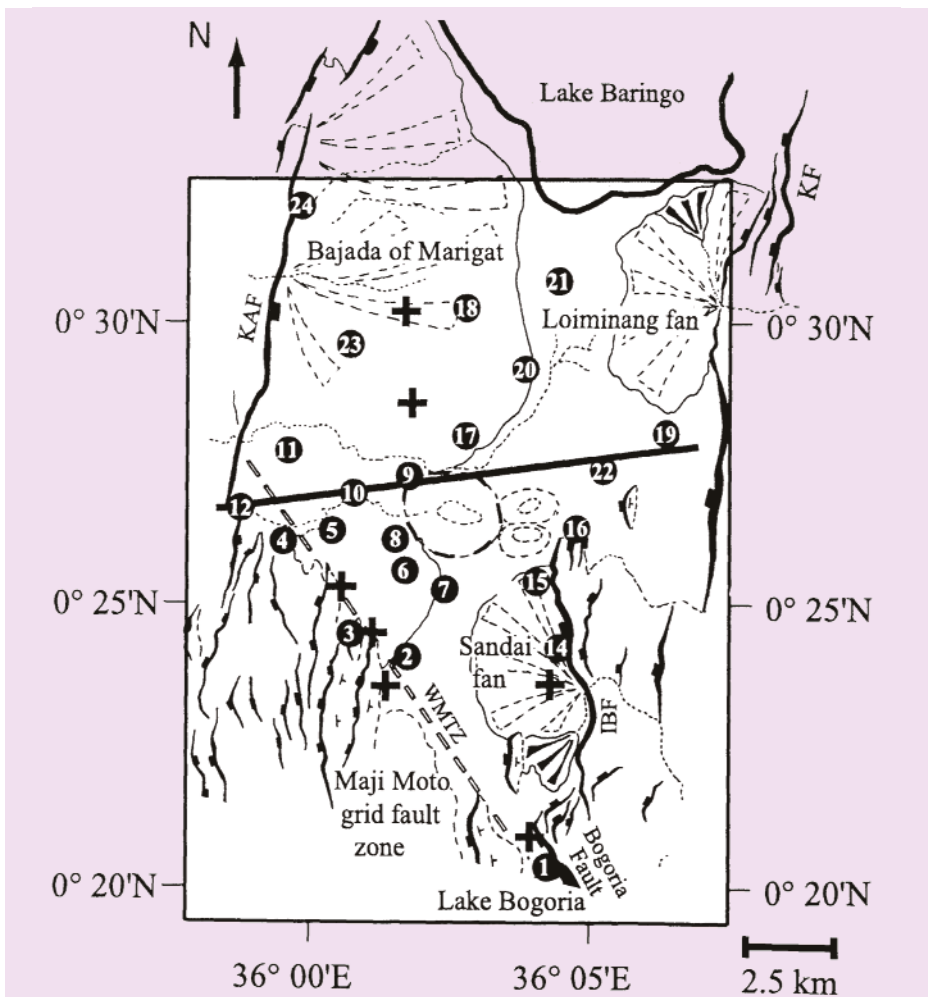 N
Lake Baringo
KF
24
Bajada of Marigat
21
KAF
18
0° 30'N
Loiminang fan
0° 30'N
23
20
17
19
11
9
22
10
12
16
5
8
4
6
15
7
0° 25'N
0° 25'N
3
14
Sandai
fan
2
WMTZ
IBF
Maji Moto
grid fault
zone
Bogoria
Fault
1
0° 20'N
0° 20'N
Lake Bogoria
36° 00'E
36° 05'E
2.5 km